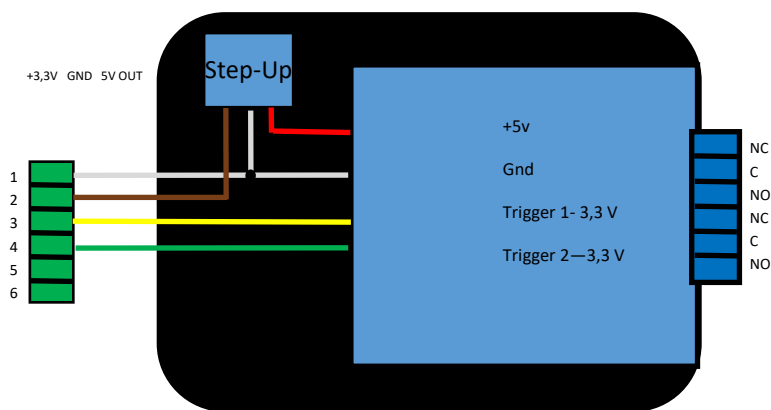 Step-Up
+3,3V GND 5V OUT
+5v
Gnd
Trigger 1- 3,3 V
Trigger 2—3,3 V
1
2
3
4
5
6
NC
C
NO
NC
C
NO